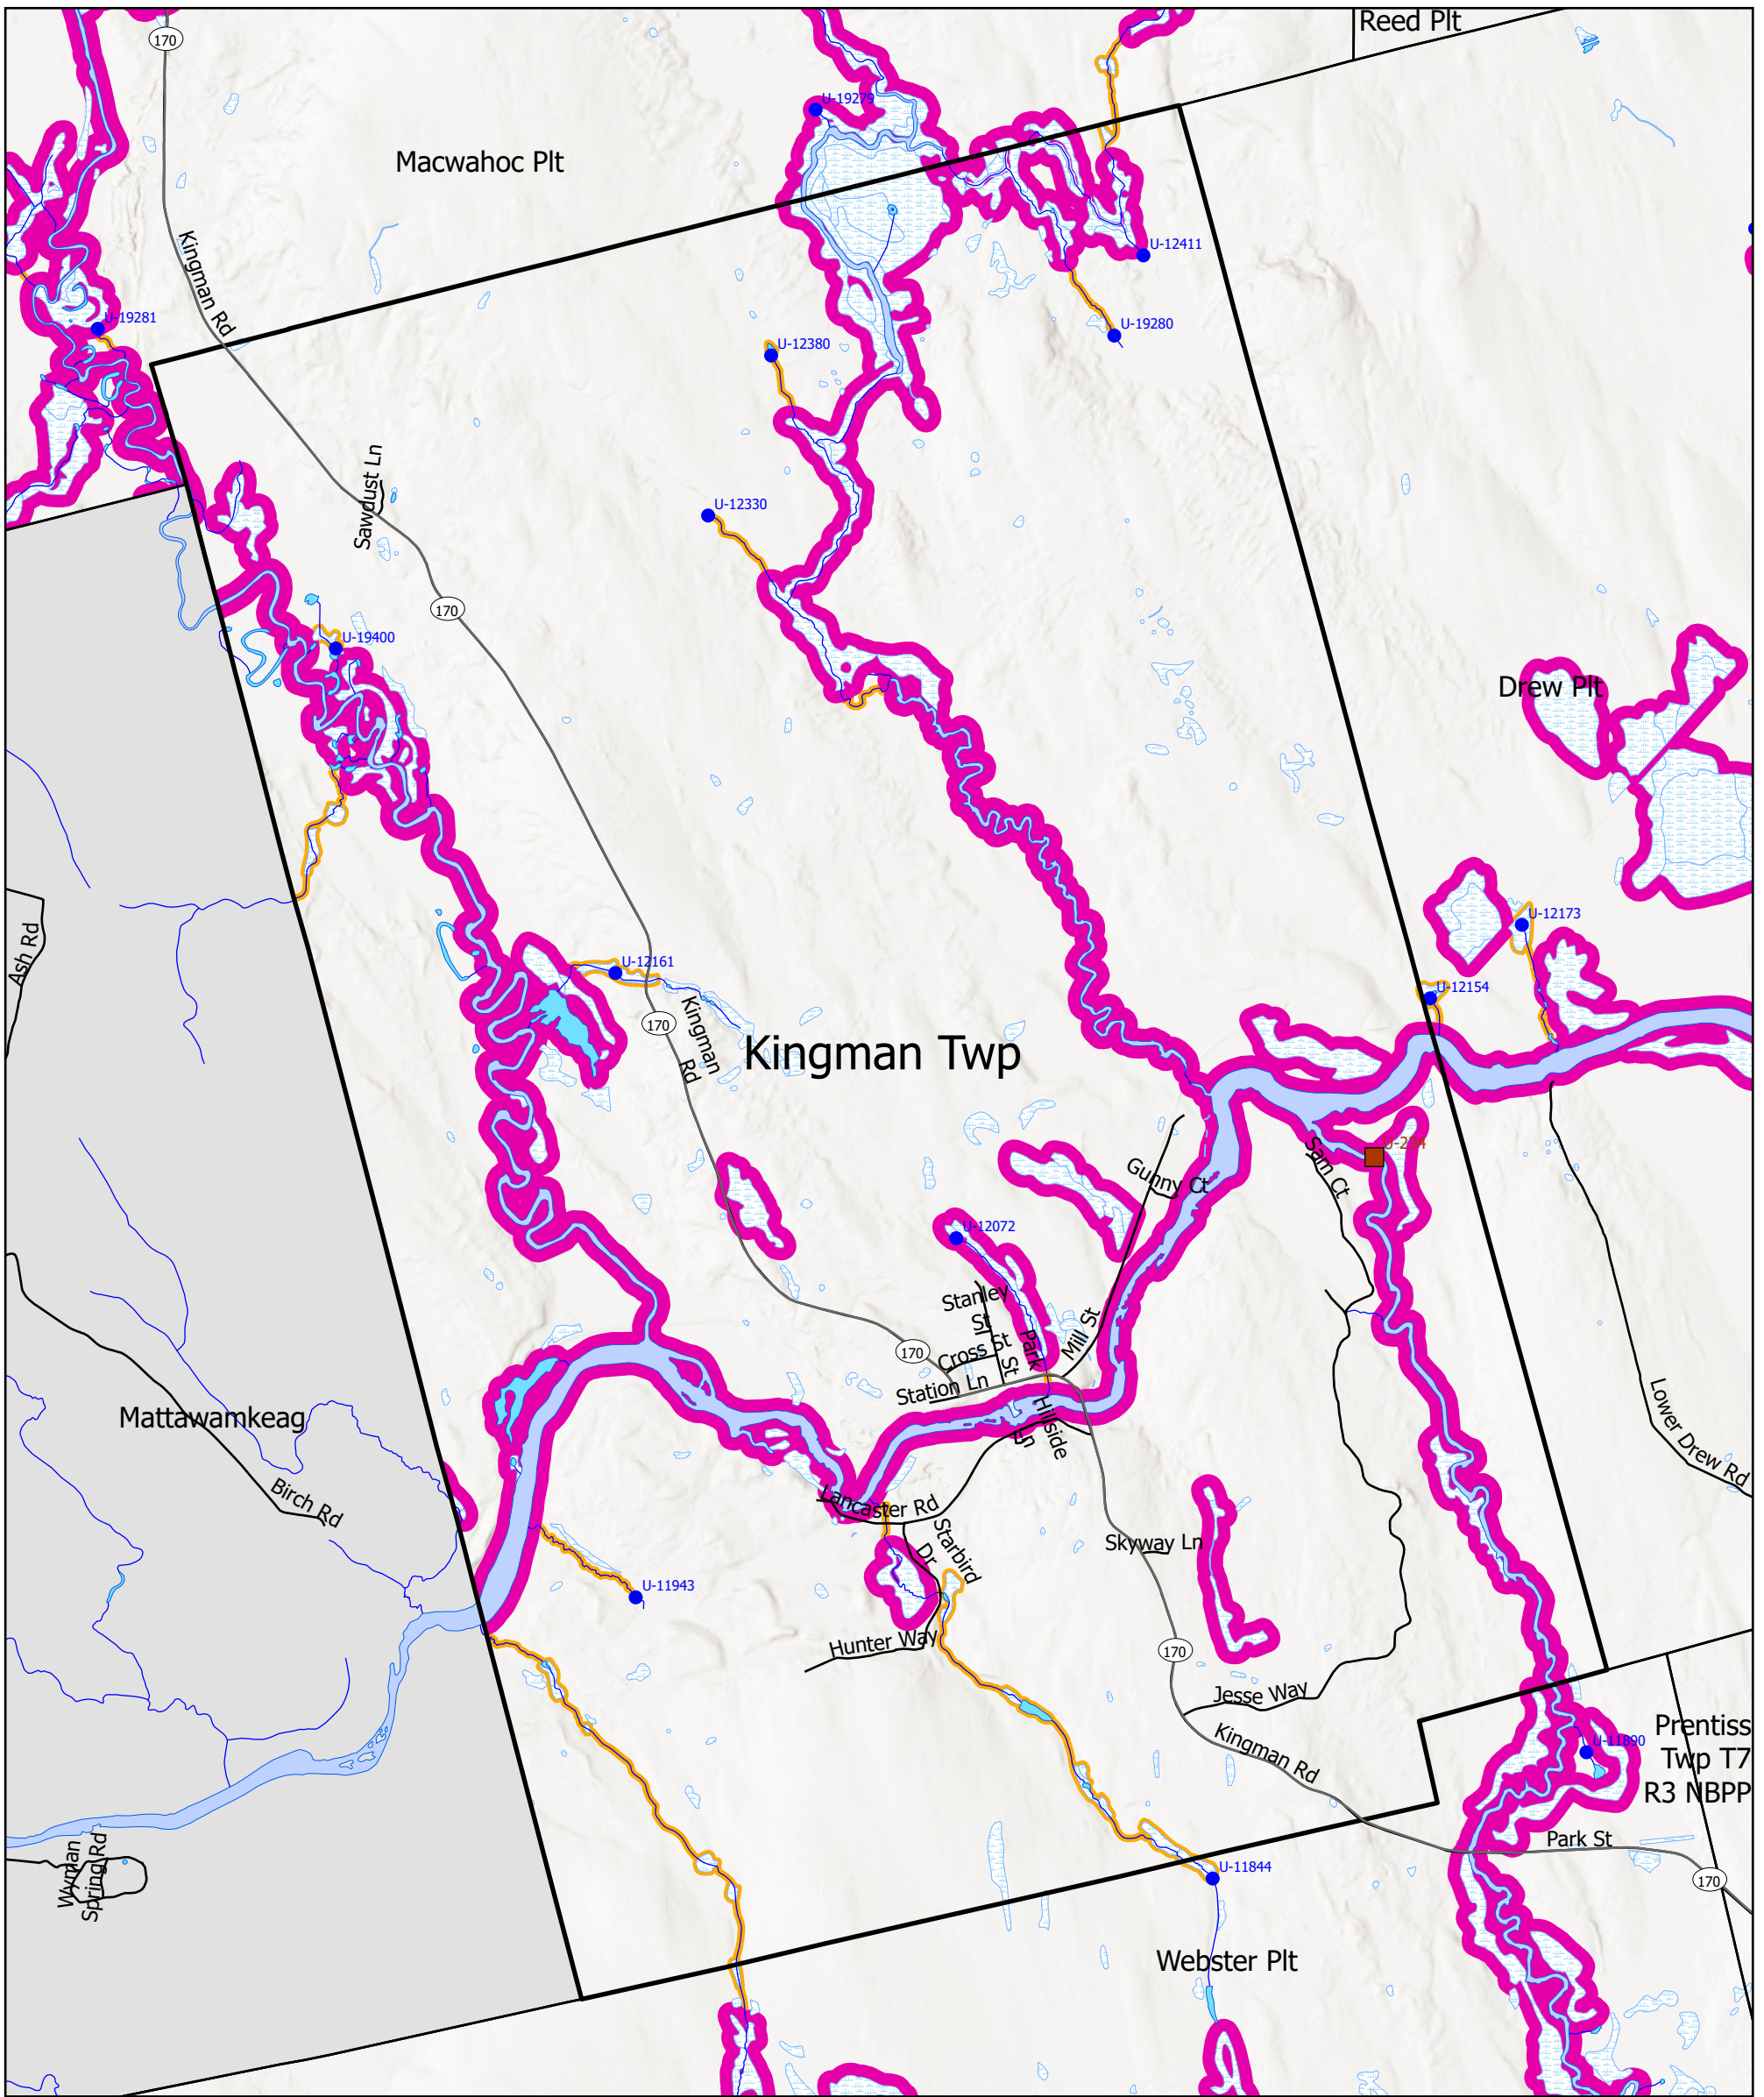 Reed Plt
170
U-19279
Macwahoc Plt
Kingman Rd
U-12411
U-19281
U-19280
U-12380
Sawdust Ln
U-12330
170
U-19400
Drew Plt
U-12173
Ash Rd
U-12161
U-12154
Kingman
Rd
170
Kingman Twp
Sam Ct
Gunny Ct
U-12072
Stanley
St
Mill St
170
Cross St
St
Park
Station Ln
Hillside
Ln
Mattawamkeag
Lower Drew Rd
Birch Rd
Lancaster Rd
Starbird
Dr
Skyway Ln
U-11943
Hunter Way
170
Jesse Way
Kingman Rd
Prentiss
Twp T7
R3 NBPP
U-11890
Park St
Wyman
Spring Rd
U-11844
170
Webster Plt